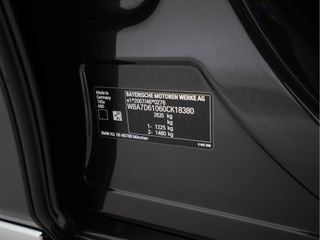 Made in
Germany
BAYERISCHE MOTOREN WERKE AG
e1*2007/46*0276
WBA7D61060CK18380
2635 kg
kg
1- 1225 kg
2- 1480 kg
BMW AG DE-80788 München